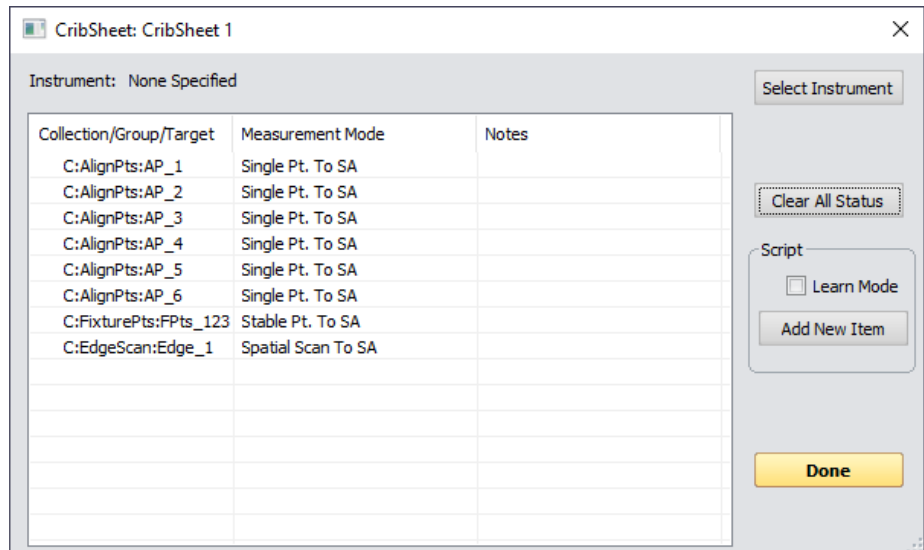 CribSheet: CribSheet 1
Instrument: None Specified
Select Instrument
Collection/Group/Target Measurement Mode Notes
C:AlignPts:AP_1 Single Pt. To SA
C:AlignPts:AP_2 Single Pt. To SA
C:AlignPts:AP_3 Single Pt. To SA
C:AlignPts:AP_4 Single Pt. To SA
C:AlignPts:AP_5 Single Pt. To SA
C:AlignPts:AP_6 Single Pt. To SA
C:FixturePts:FPts_123 Stable Pt. To SA
C:EdgeScan:Edge_1 Spatial Scan To SA
Clear All Status
Script
Learn Mode
Add New Item
Done